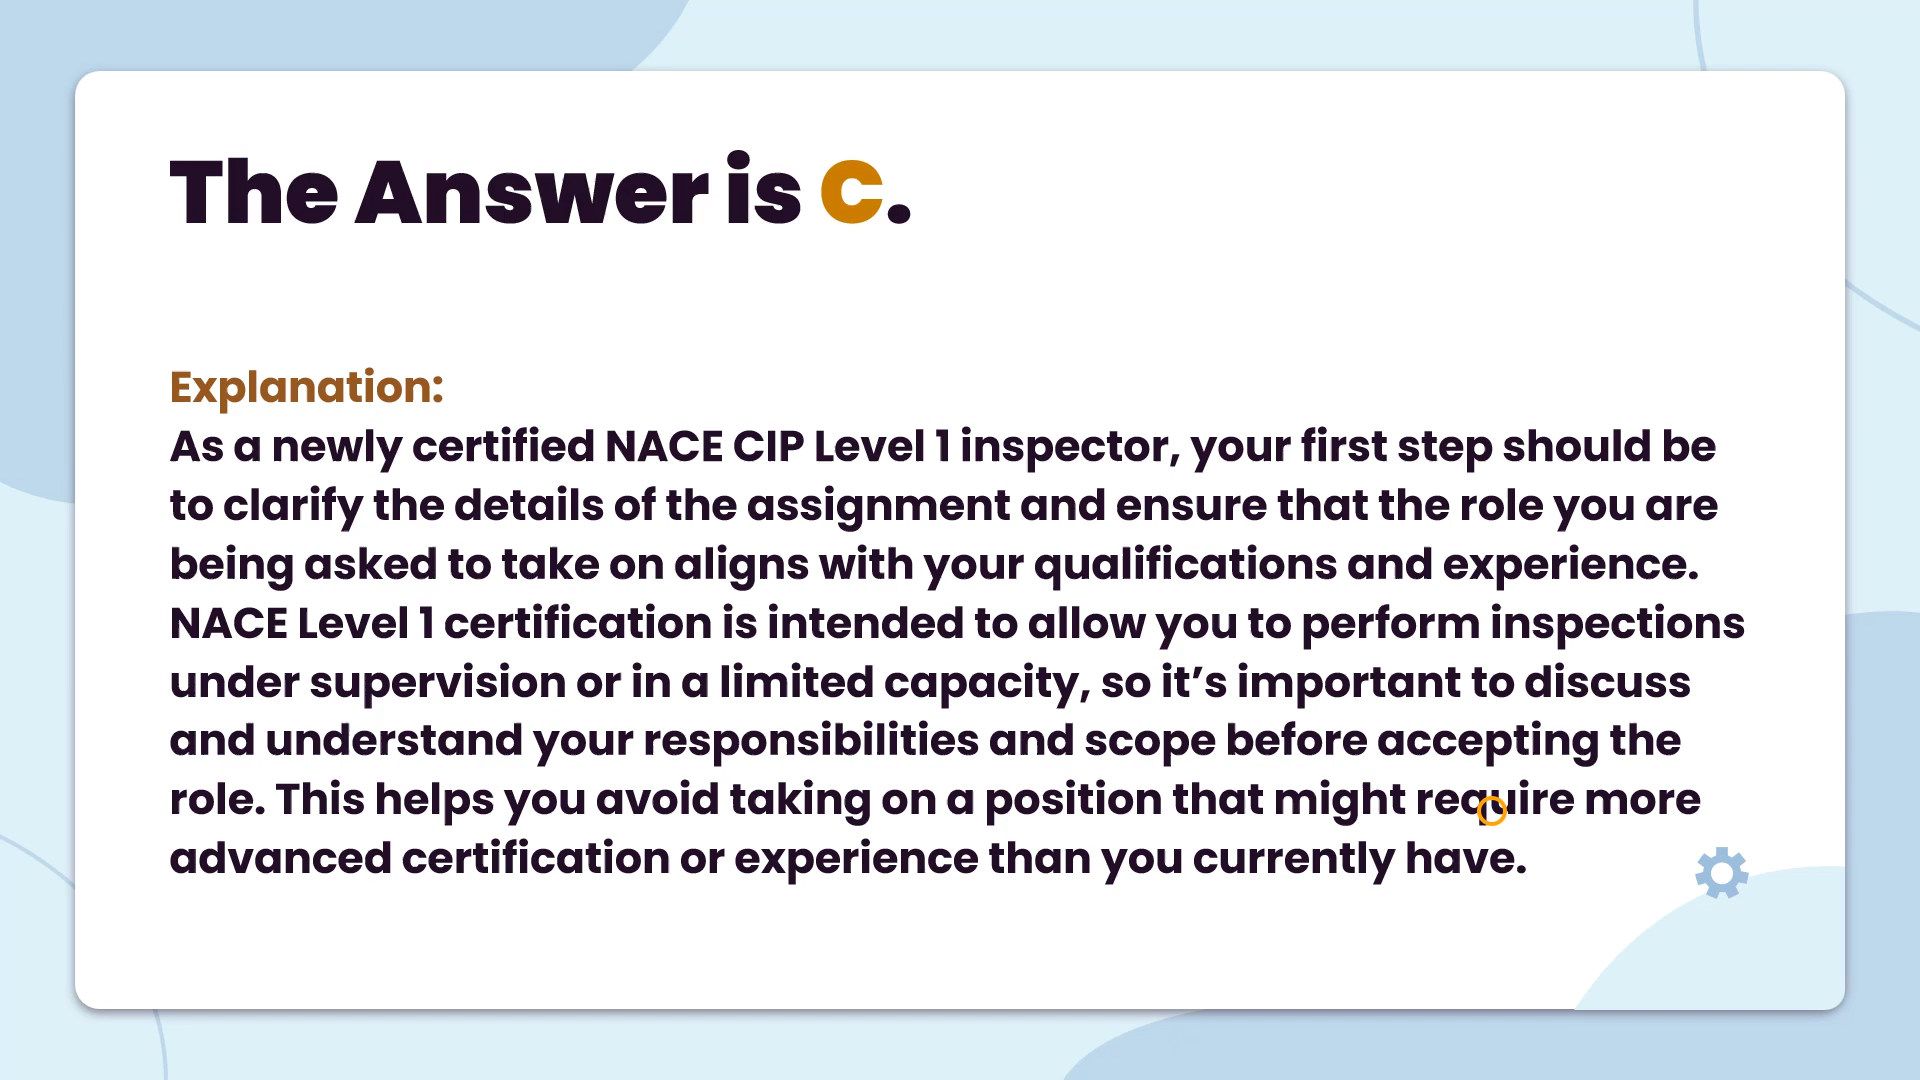 The Answer is C.
Explanation:
As a newly certified NACE CIP Level 1 inspector, your first step should be
to clarify the details of the assignment and ensure that the role you are
being asked to take on aligns with your qualifications and experience.
NACE Level 1 certification is intended to allow you to perform inspections
under supervision or in a limited capacity, so it’s important to discuss
and understand your responsibilities and scope before accepting the
role. This helps you avoid taking on a position that might require more
advanced certification or experience than you currently have.